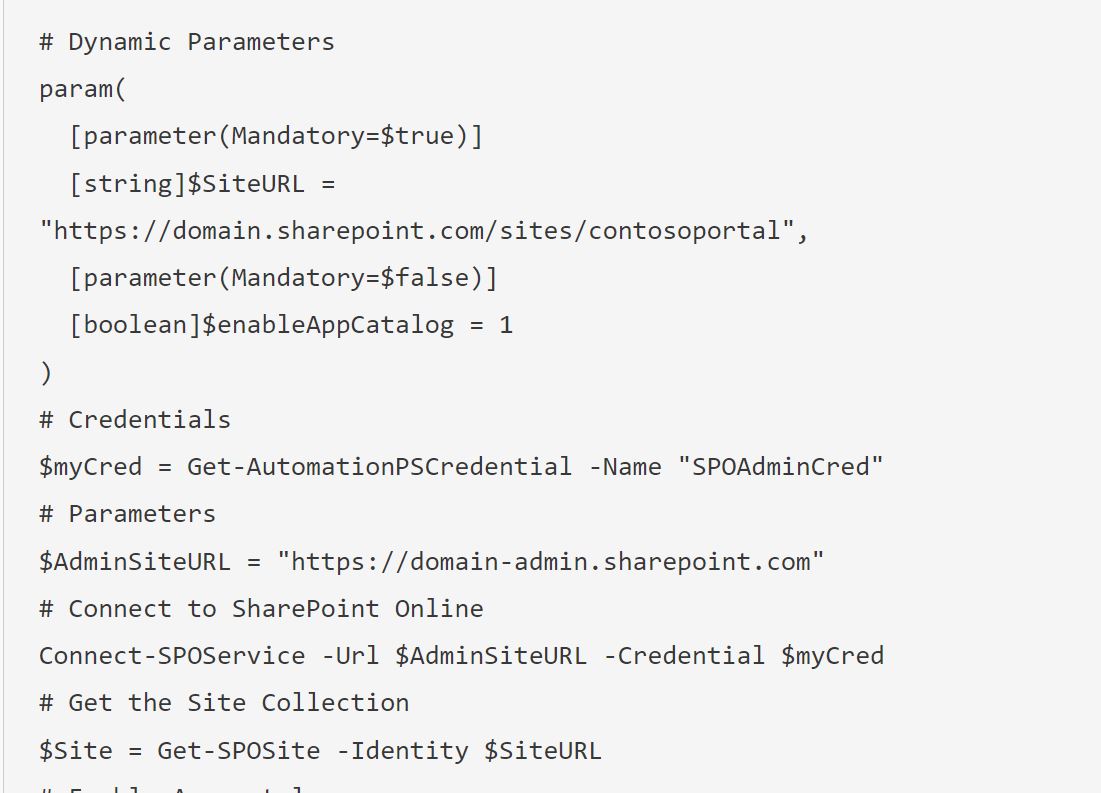 # Dynamic Parameters
param(
  [parameter(Mandatory=$true)]
  [string]$SiteURL =
"https://domain.sharepoint.com/sites/contosoportal",
  [parameter(Mandatory=$false)]
  [boolean]$enableAppCatalog = 1
)
# Credentials
$myCred = Get-AutomationPSCredential -Name "SPOAdminCred"
# Parameters
$AdminSiteURL = "https://domain-admin.sharepoint.com"
# Connect to SharePoint Online
Connect-SPOService -Url $AdminSiteURL -Credential $myCred
# Get the Site Collection
$Site = Get-SPOSite -Identity $SiteURL